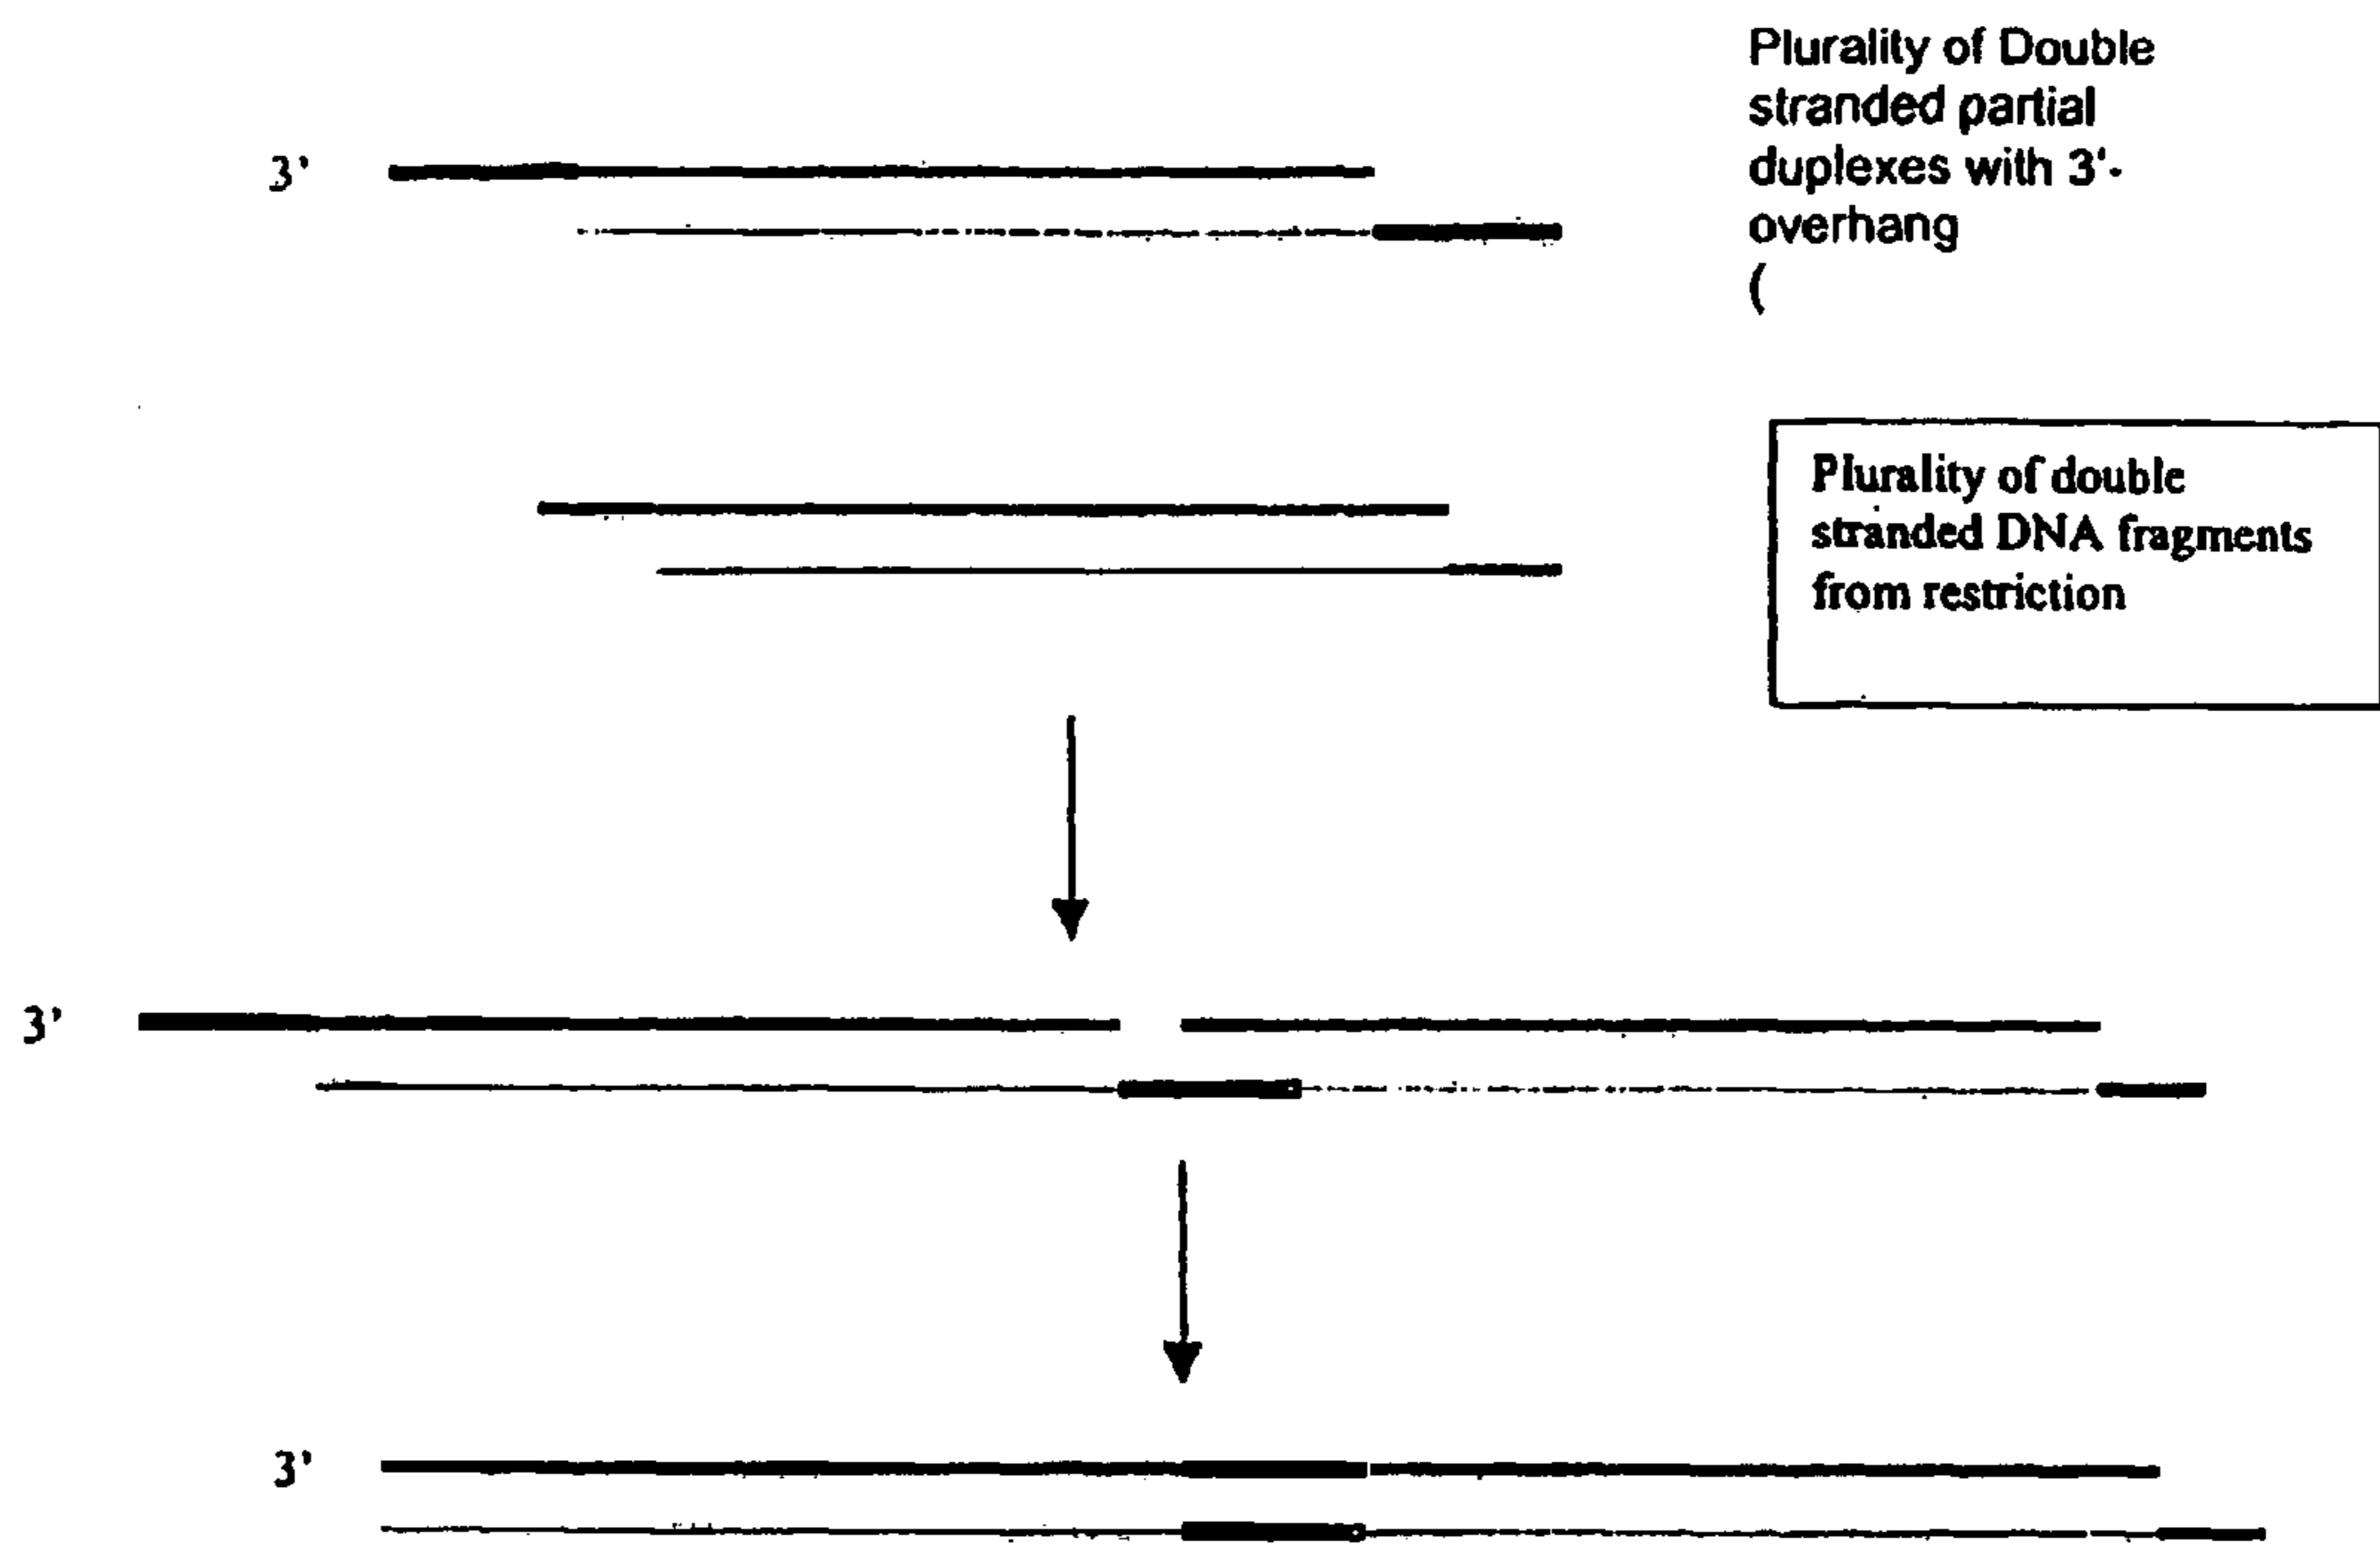 Plurality of Double
stranded partial
duplexes with 3'-
overhang
(
3'
Plurality of double
stranded DNA fragments
from restriction
3'
3'